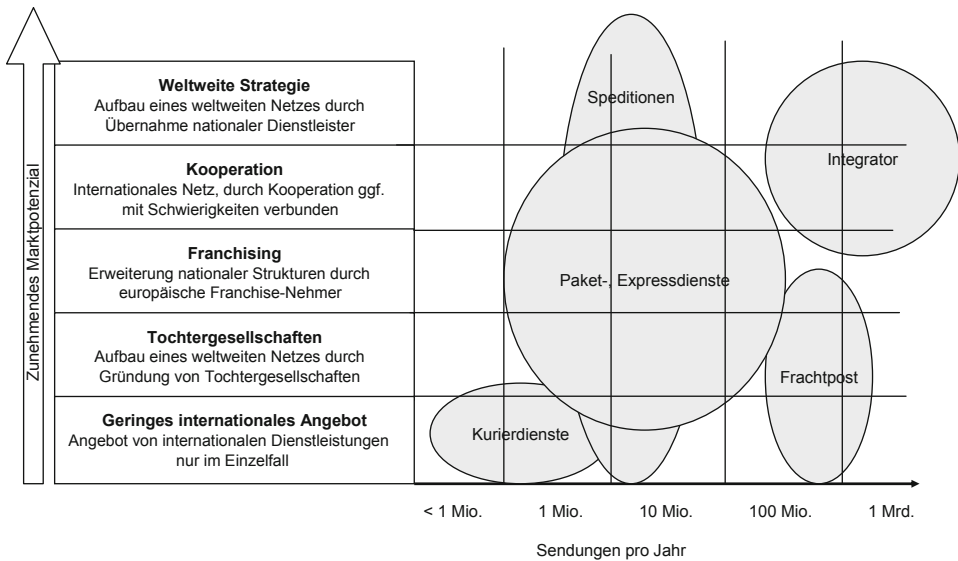 Zunehmendes Marktpotenzial
Weltweite Strategie
Aufbau eines weltweiten Netzes durch
Übernahme nationaler Dienstleister
Kooperation
Internationales Netz, durch Kooperation ggf.
mit Schwierigkeiten verbunden
Franchising
Erweiterung nationaler Strukturen durch
europäische Franchise-Nehmer
Tochtergesellschaften
Aufbau eines weltweiten Netzes durch
Gründung von Tochtergesellschaften
Geringes internationales Angebot
Angebot von internationalen Dienstleistungen
nur im Einzelfall
Speditionen
Integrator
Paket-, Expressdienste
Frachtpost
Kurierdienste
< 1 Mio. 1 Mio. 10 Mio. 100 Mio. 1 Mrd.
Sendungen pro Jahr